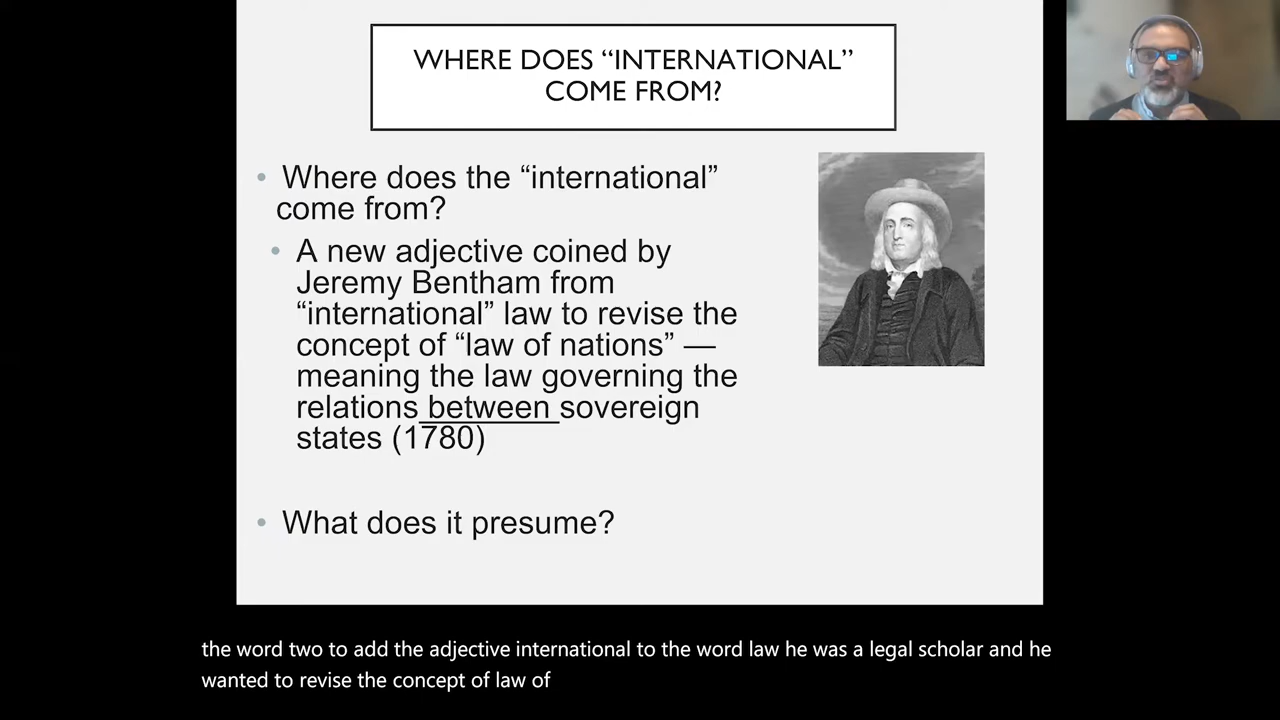 WHERE DOES “INTERNATIONAL”
COME FROM?
• Where does the “international”
come from?
• A new adjective coined by
Jeremy Bentham from
“international” law to revise the
concept of “law of nations” —
meaning the law governing the
relations between sovereign
states (1780)
• What does it presume?
the word two to add the adjective international to the word law he was a legal scholar and he
wanted to revise the concept of law of